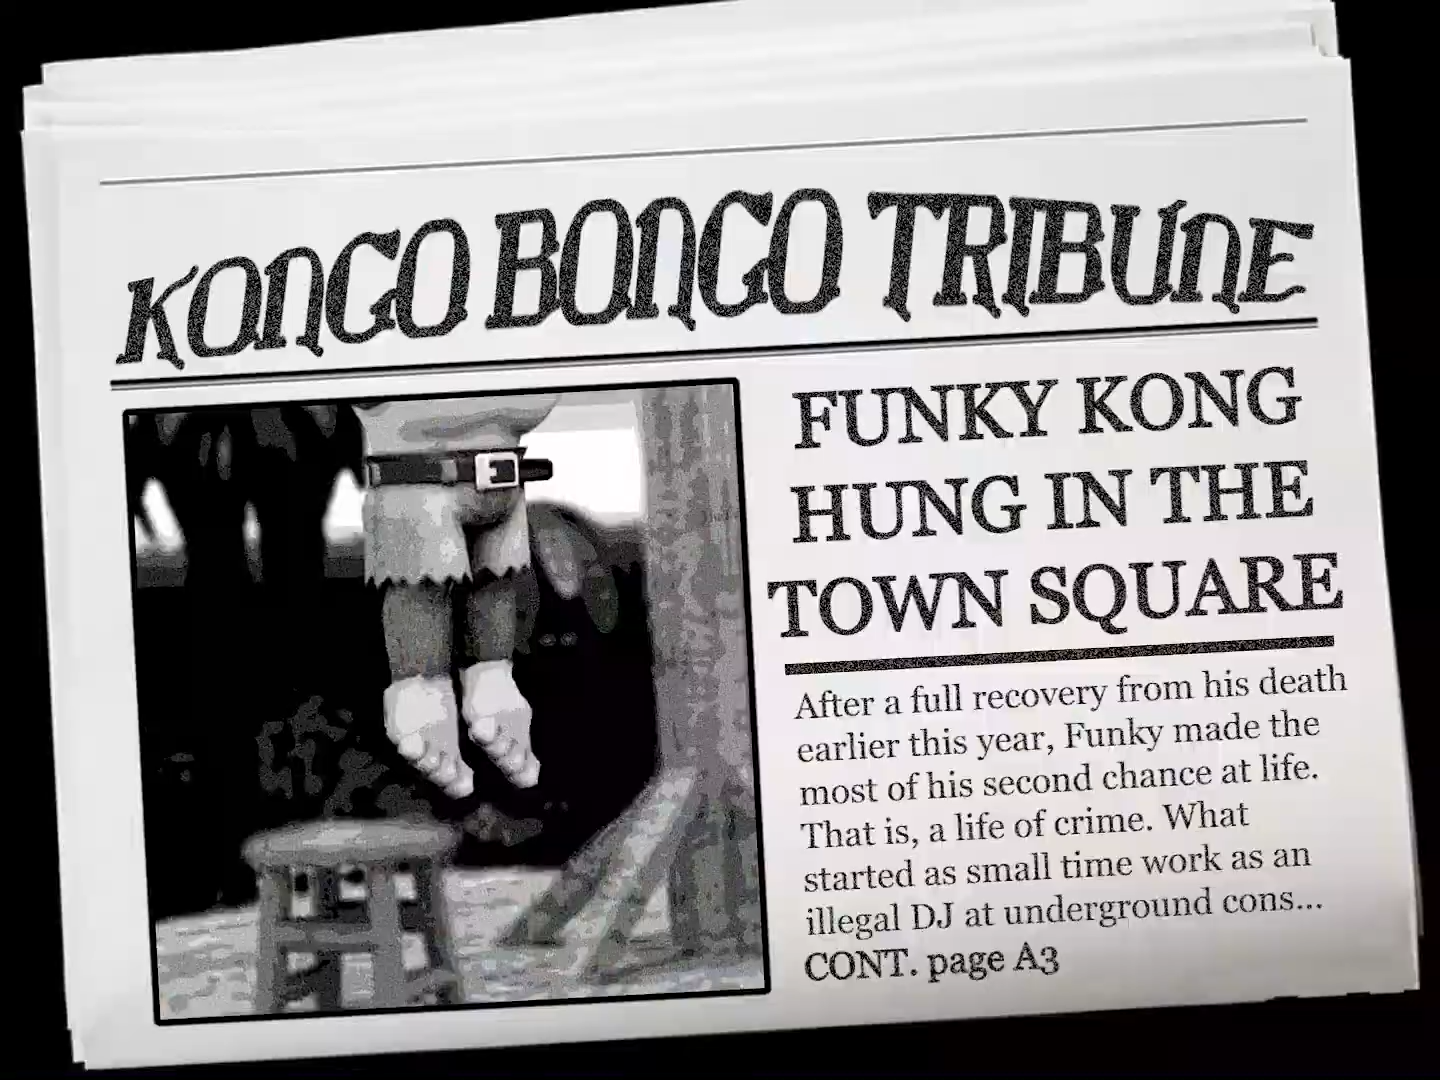 KONGO BONGO TRIBUNE
FUNKY KONG
HUNG IN THE
TOWN SQUARE
After a full recovery from his death
earlier this year, Funky made the
most of his second chance at life.
That is, a life of crime. What
started as small time work as an
illegal DJ at underground cons...
CONT. page A3